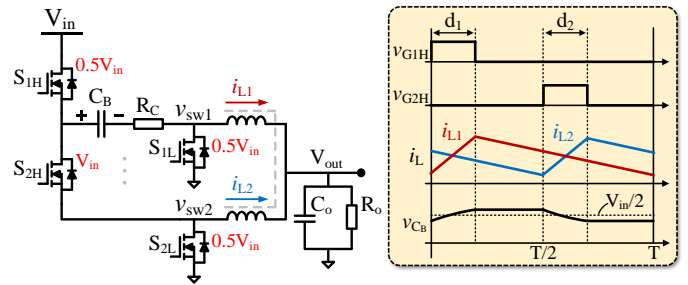 V_in
S_1H
0.5V_in
C_B
+
−
R_C
v_sw1
i_L1
S_1L
0.5V_in
S_2H
V_in
V_out
i_L2
v_sw2
C_o
R_o
S_2L
0.5V_in
d_1
d_2
v_G1H
v_G2H
i_L
i_L1
i_L2
V_in/2
v_CB
T/2
T